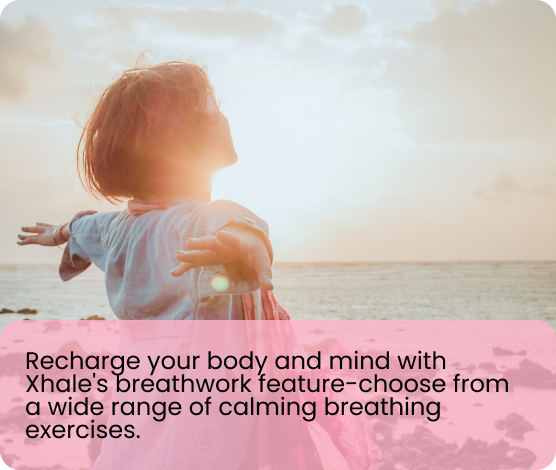 Recharge your body and mind with
Xhale's breathwork feature-choose from
a wide range of calming breathing
exercises.